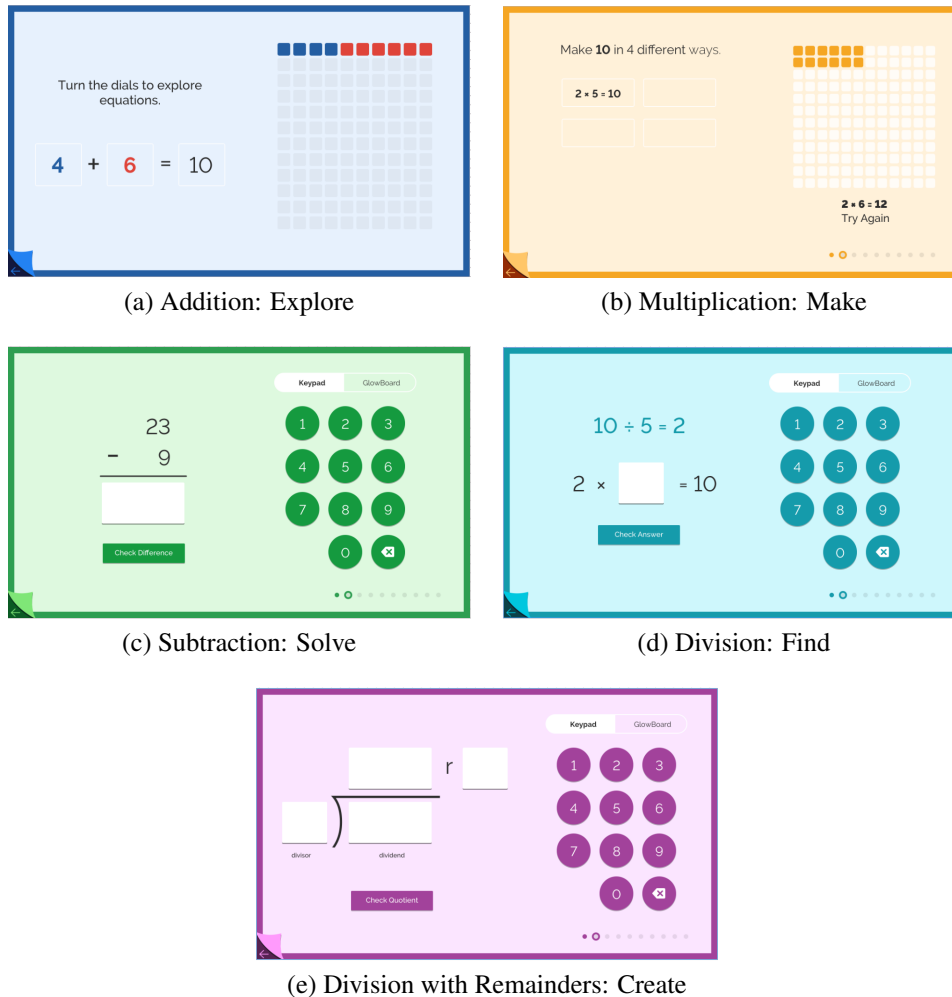 Turn the dials to explore
equations.
4 + 6 = 10
(a) Addition: Explore
Make 10 in 4 different ways.
2 × 5 = 10
2 × 6 = 12
Try Again
(b) Multiplication: Make
23
- 9
Check Difference
Keypad GlowBoard
1 2 3
4 5 6
7 8 9
0
(c) Subtraction: Solve
10 ÷ 5 = 2
2 × = 10
Check Answer
Keypad GlowBoard
1 2 3
4 5 6
7 8 9
0
(d) Division: Find
r
divisor dividend
Check Quotient
Keypad GlowBoard
1 2 3
4 5 6
7 8 9
0
(e) Division with Remainders: Create